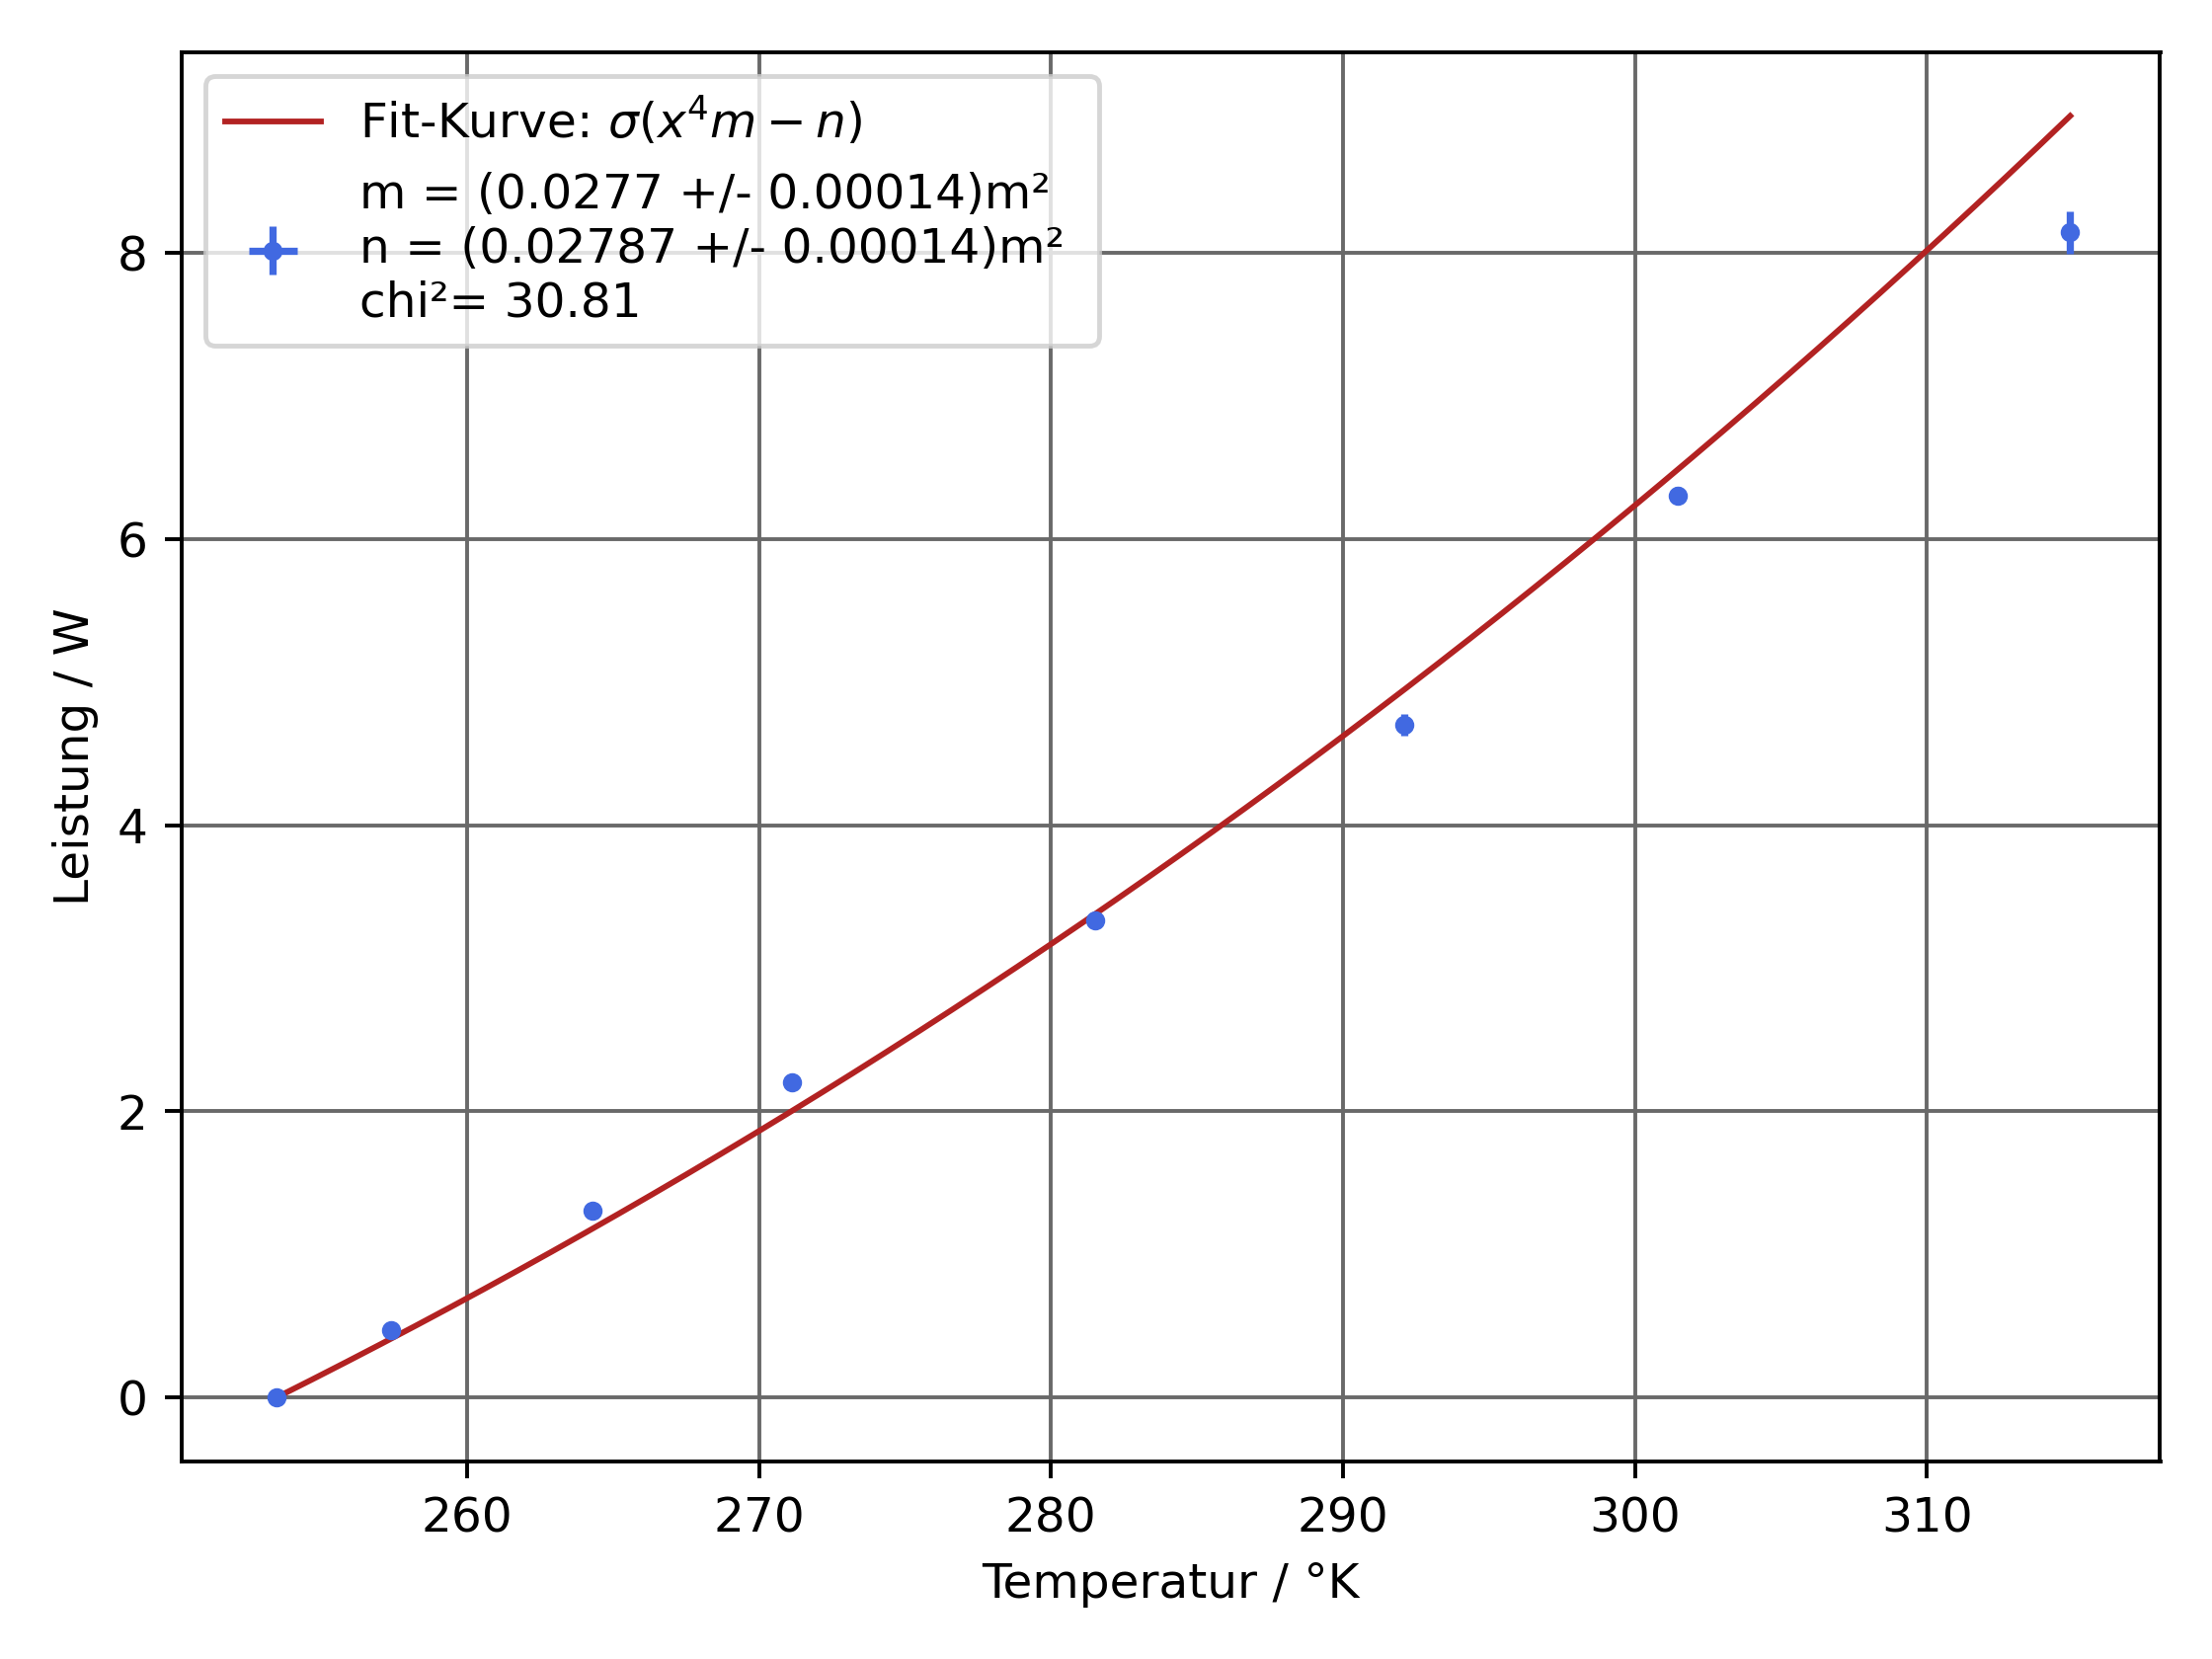 Fit-Kurve: σ(x⁴m − n)
m = (0.0277 +/- 0.00014)m²
n = (0.02787 +/- 0.00014)m²
chi²= 30.81
8
6
4
2
0
Leistung / W
260 270 280 290 300 310
Temperatur / °K